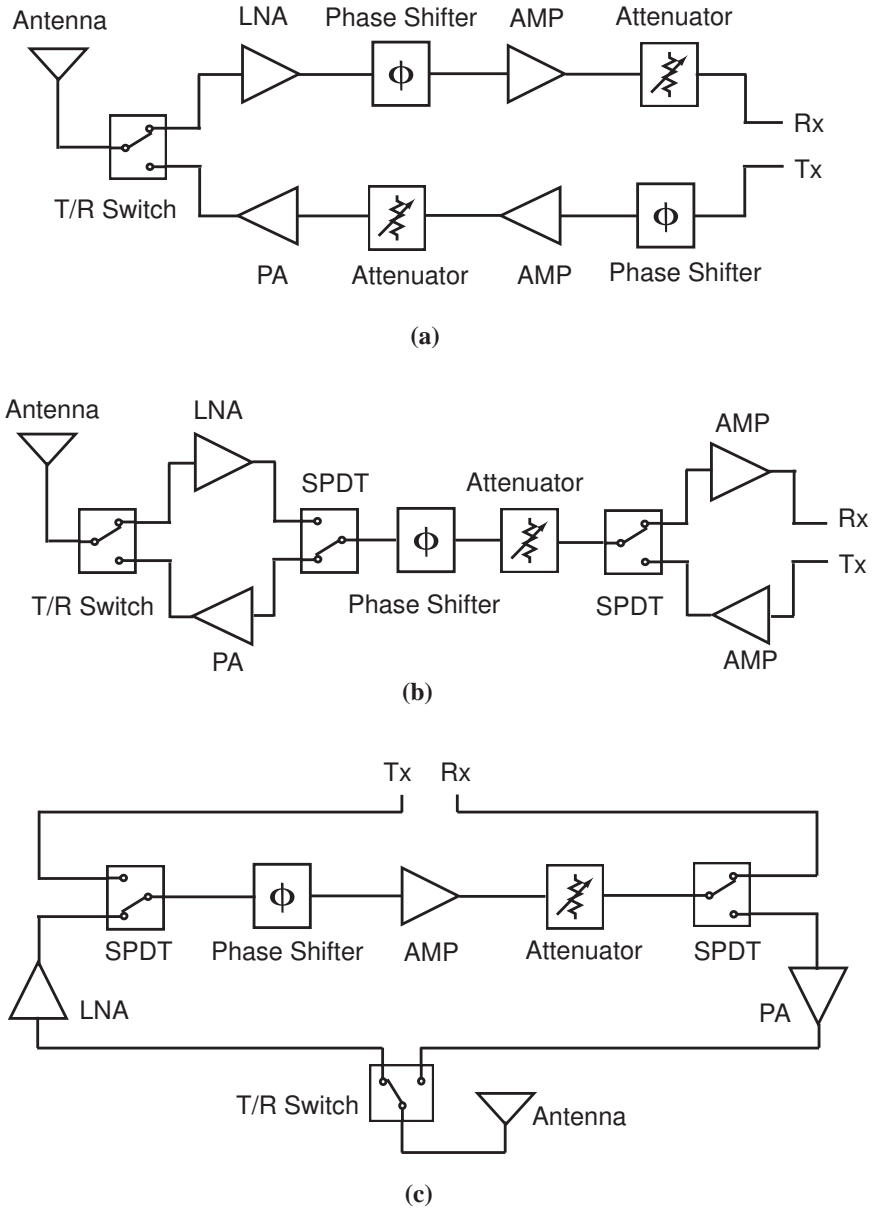 Antenna
LNA
Phase Shifter
AMP
Attenuator
ϕ
Rx
Tx
T/R Switch
ϕ
PA
Attenuator
AMP
Phase Shifter
(a)
Antenna
LNA
AMP
SPDT
Attenuator
ϕ
Rx
Tx
T/R Switch
Phase Shifter
SPDT
PA
AMP
(b)
Tx Rx
ϕ
SPDT
Phase Shifter
AMP
Attenuator
SPDT
LNA
PA
T/R Switch
Antenna
(c)